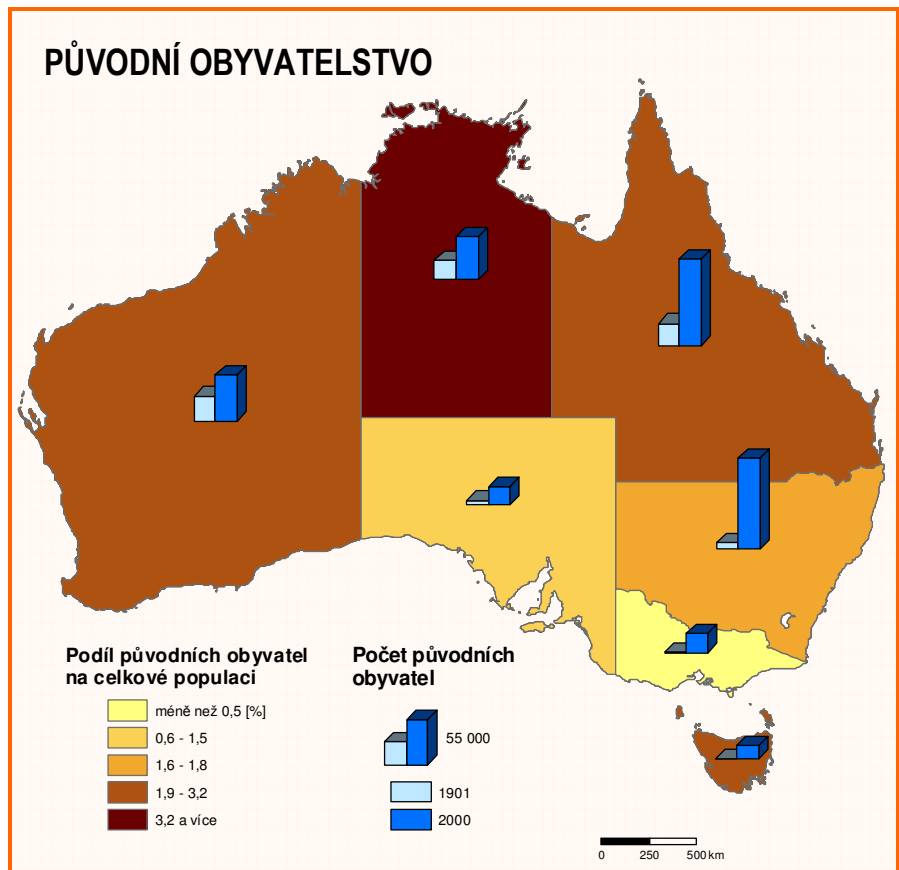 PŮVODNÍ OBYVATELSTVO
Podíl původních obyvatel
na celkové populaci
méně než 0,5 [%]
0,6 - 1,5
1,6 - 1,8
1,9 - 3,2
3,2 a více
Počet původních
obyvatel
55 000
1901
2000
0 250 500 km